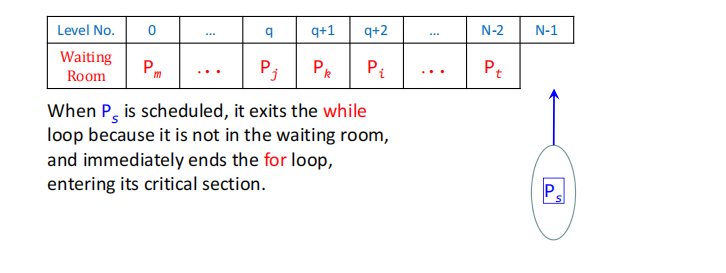 Level No. 0 ... q q+1 q+2 ... N-2 N-1
Waiting Room P_m ... P_j P_k P_i ... P_t
When P_s is scheduled, it exits the while
loop because it is not in the waiting room,
and immediately ends the for loop,
entering its critical section.
P_s